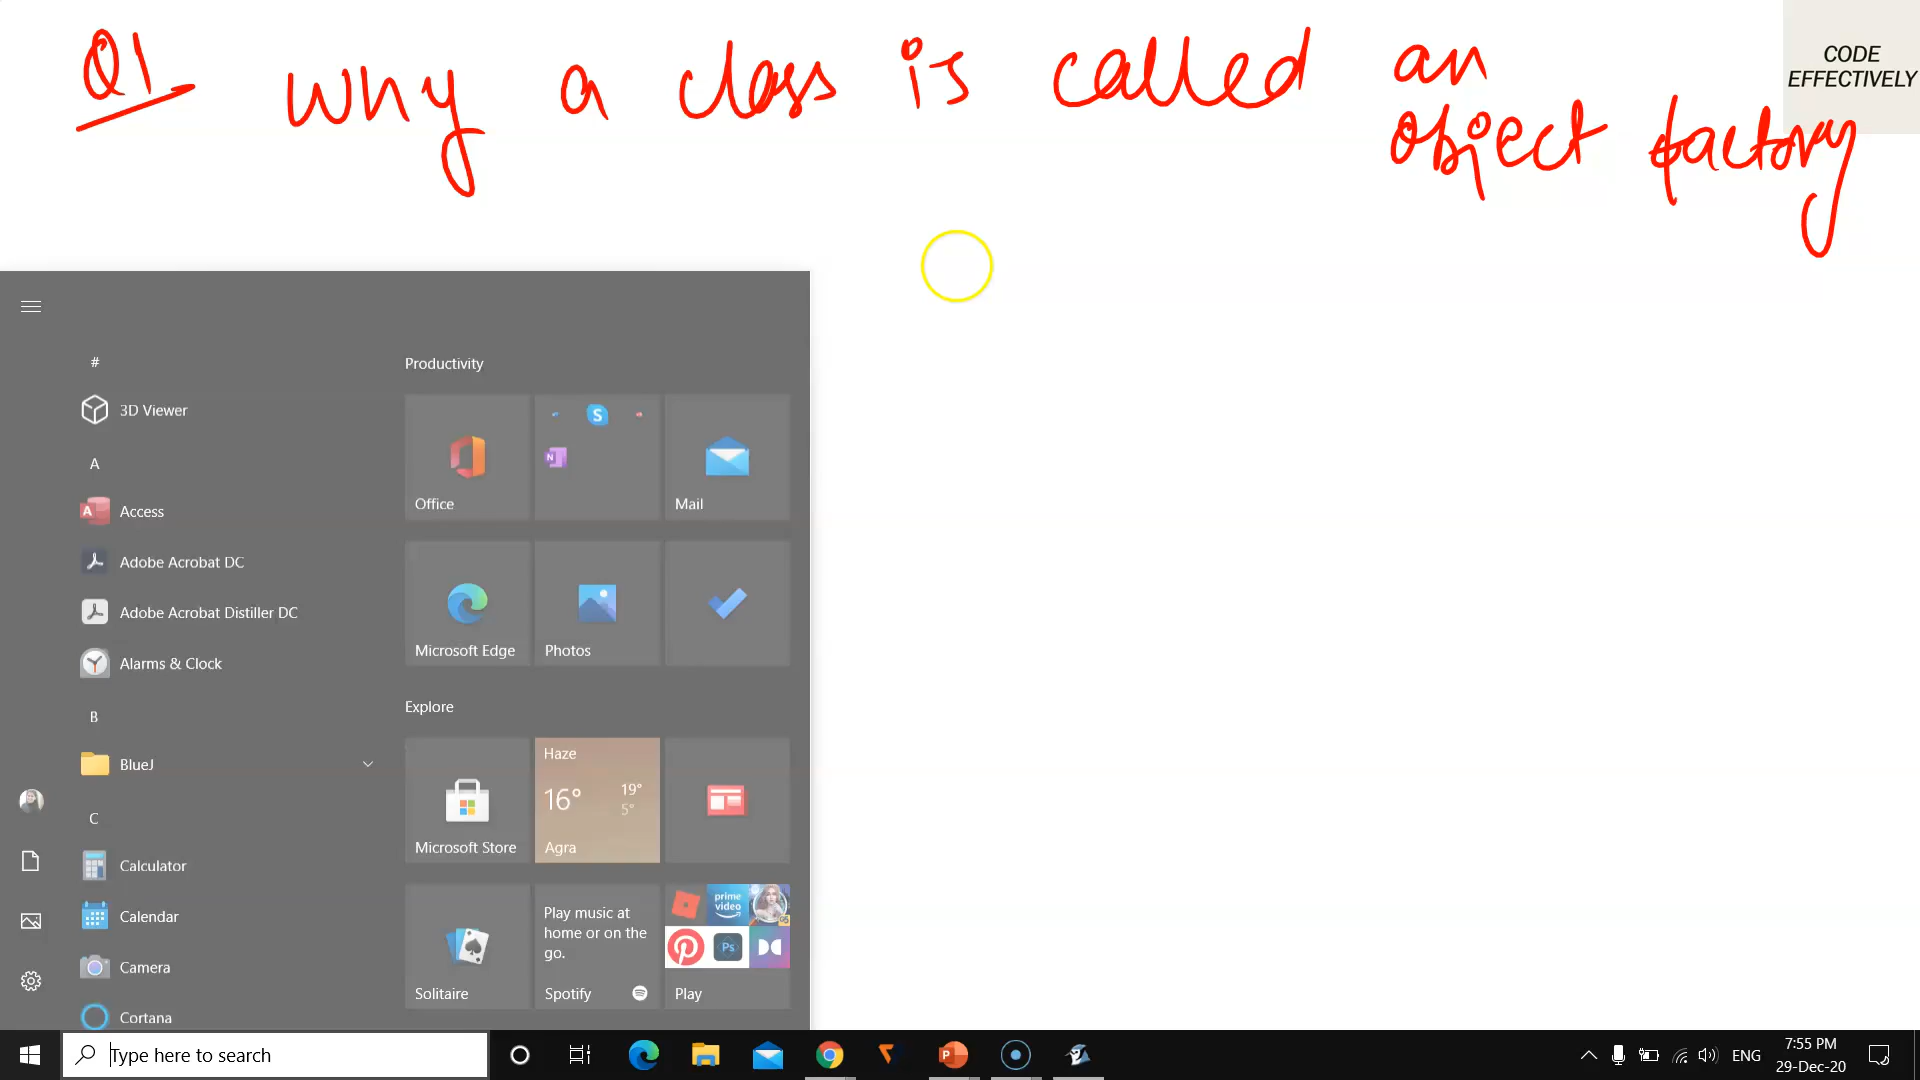 Q1 Why a class is called an
object factory
CODE
EFFECTIVELY
#
3D Viewer
A
Access
Adobe Acrobat DC
Adobe Acrobat Distiller DC
Alarms & Clock
B
BlueJ
C
Calculator
Calendar
Camera
Cortana
Productivity
Office
Mail
Microsoft Edge
Photos
Explore
Microsoft Store
Haze
16°
19°
5°
Agra
Solitaire
Play music at
home or on the
go.
Spotify
prime
video
Ps
Play
Type here to search
ENG
7:55 PM
29-Dec-20